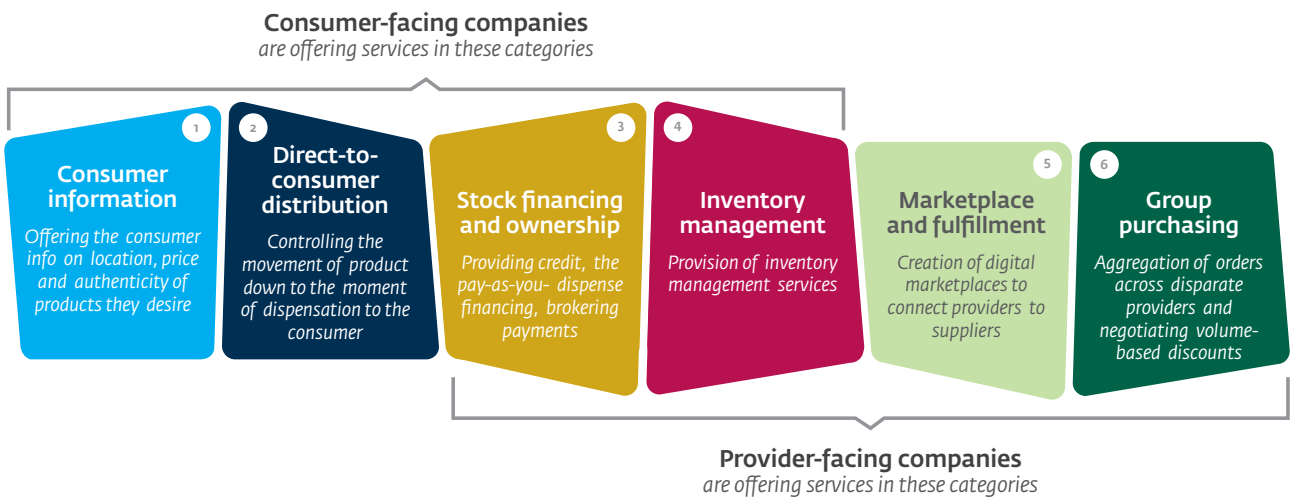 Consumer-facing companies
are offering services in these categories
1
Consumer
information
Offering the consumer
info on location, price
and authenticity of
products they desire
2
Direct-to-
consumer
distribution
Controlling the
movement of product
down to the moment
of dispensation to the
consumer
3
Stock financing
and ownership
Providing credit, the
pay-as-you- dispense
financing, brokering
payments
4
Inventory
management
Provision of inventory
management services
5
Marketplace
and fulfillment
Creation of digital
marketplaces to
connect providers to
suppliers
6
Group
purchasing
Aggregation of orders
across disparate
providers and
negotiating volume-
based discounts
Provider-facing companies
are offering services in these categories